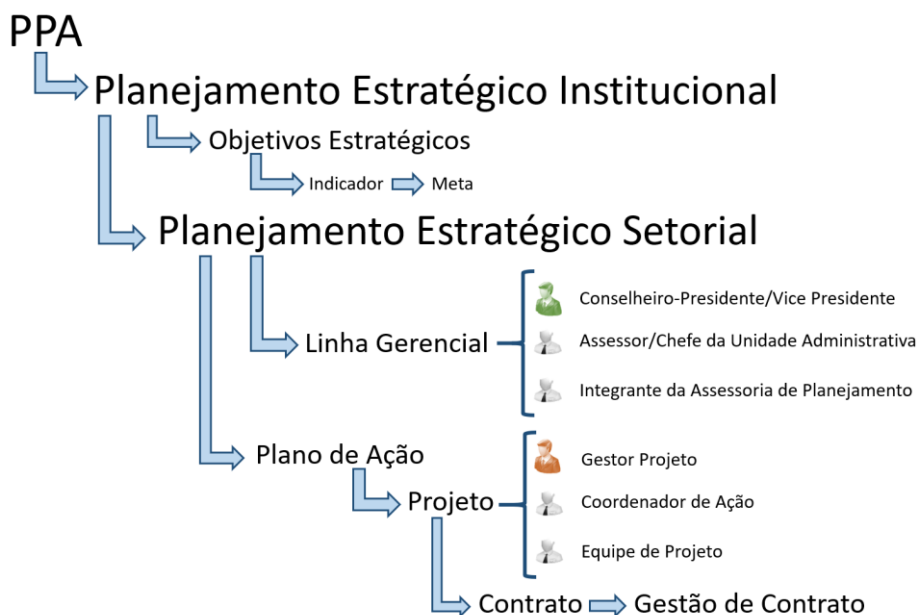 PPA
Planejamento Estratégico Institucional
Objetivos Estratégicos
Indicador Meta
Planejamento Estratégico Setorial
Conselheiro-Presidente/Vice Presidente
Linha Gerencial
Assessor/Chefe da Unidade Administrativa
Integrante da Assessoria de Planejamento
Plano de Ação
Gestor Projeto
Projeto
Coordenador de Ação
Equipe de Projeto
Contrato Gestão de Contrato